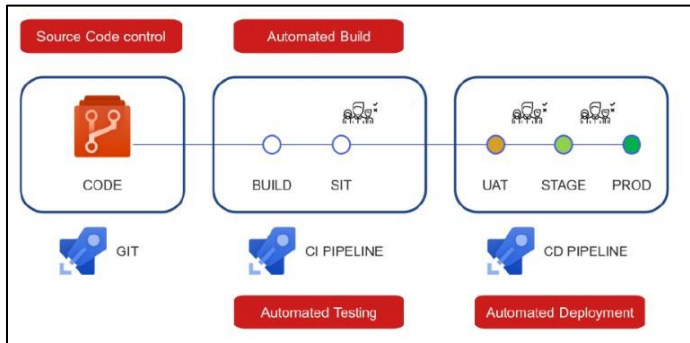 Source Code control
Automated Build
CODE
BUILD
SIT
UAT
STAGE
PROD
GIT
CI PIPELINE
CD PIPELINE
Automated Testing
Automated Deployment